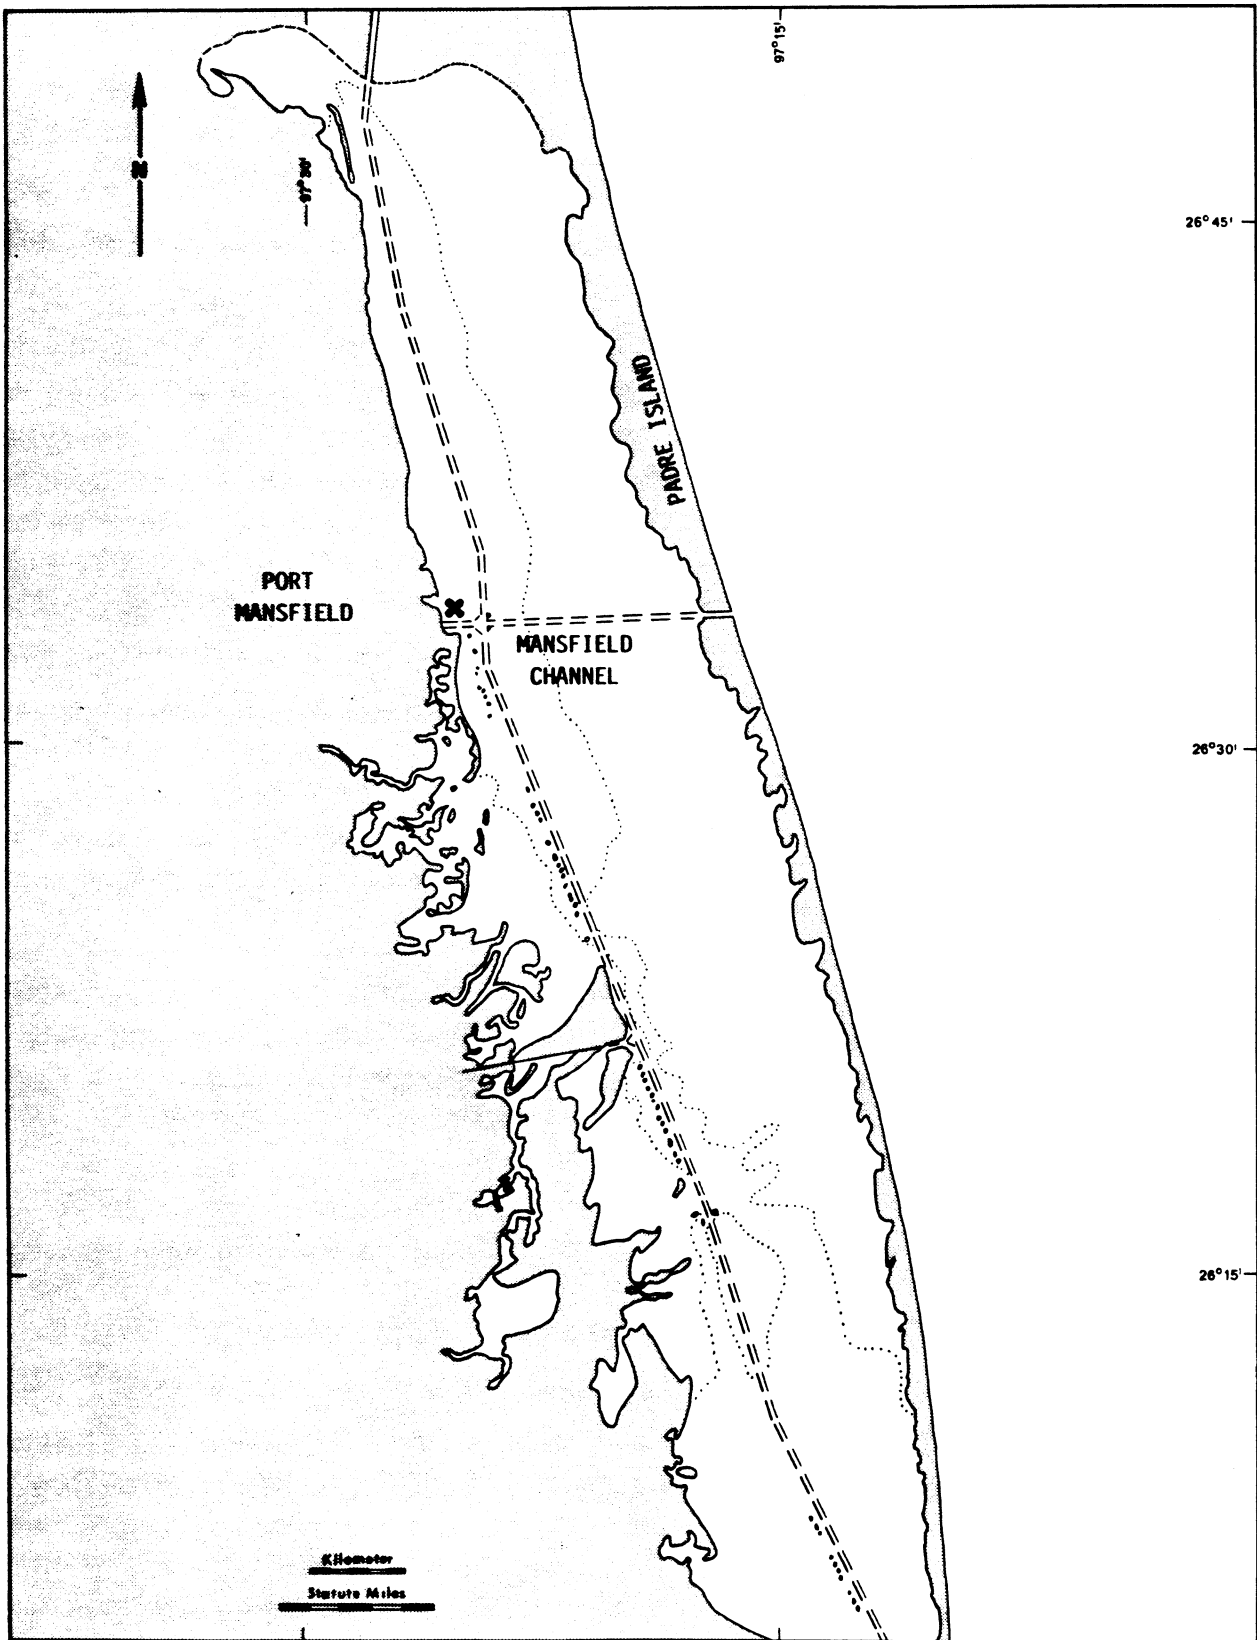 97°15'
N
97°30'
26°45'
PADRE ISLAND
PORT
MANSFIELD
MANSFIELD
CHANNEL
26°30'
26°15'
Kilometer
Statute Miles